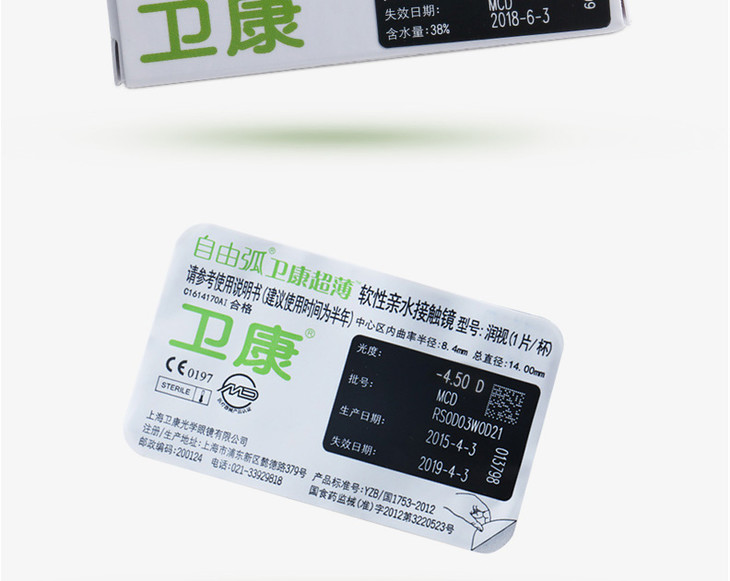 卫康
失效日期: MCD
2018-6-3
含水量:38%
自由弧®卫康超薄™ 软性亲水接触镜 型号: 润视(1片/杯)
请参考使用说明书(建议使用时间为半年) 中心区内曲率半径: 8.4mm 总直径: 14.00mm
C1614170AI 合格
卫康®
CE 0197
STERILE
MD
光度: -4.50 D
批号: MCD
RSOD03WOD21
生产日期: 2015-4-3
失效日期: 2019-4-3
013798
上海卫康光学眼镜有限公司
注册/生产地址: 上海市浦东新区懿德路379号
邮政编码: 200124 电话: 021-33929818
产品标准号: YZB/国1753-2012
国食药监械(准)字2012第3220523号